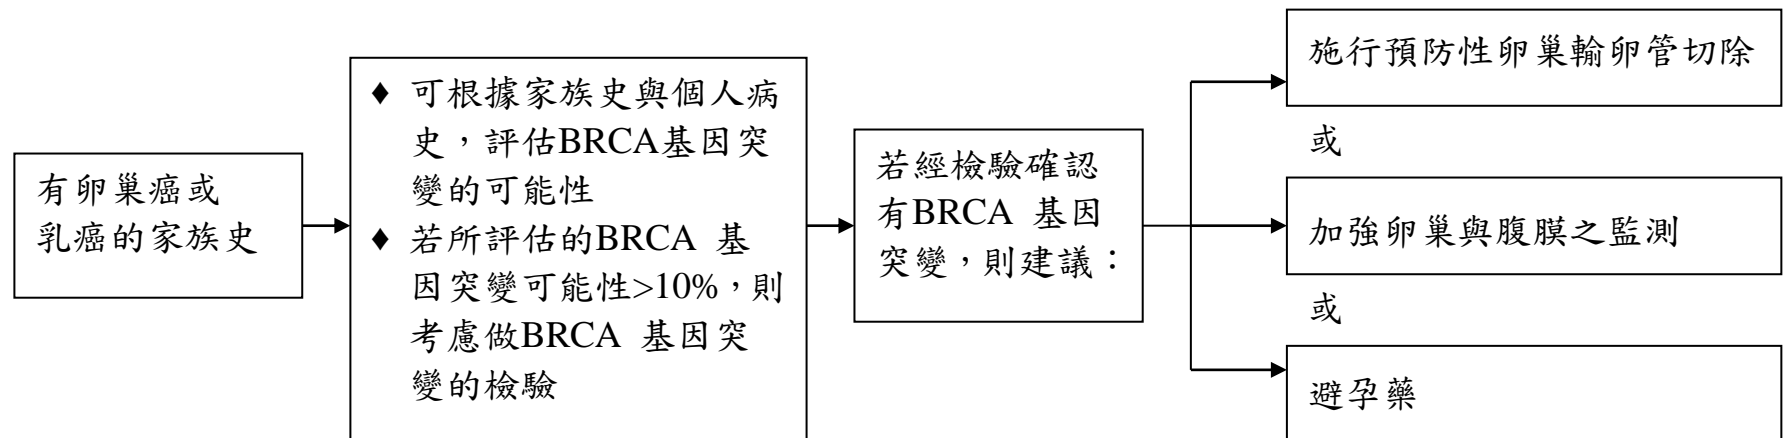 有卵巢癌或
乳癌的家族史
♦ 可根據家族史與個人病
史，評估BRCA基因突
變的可能性
♦ 若所評估的BRCA 基
因突變可能性>10%，則
考慮做BRCA 基因突
變的檢驗
若經檢驗確認
有BRCA 基因
突變，則建議：
施行預防性卵巢輸卵管切除
或
加強卵巢與腹膜之監測
或
避孕藥